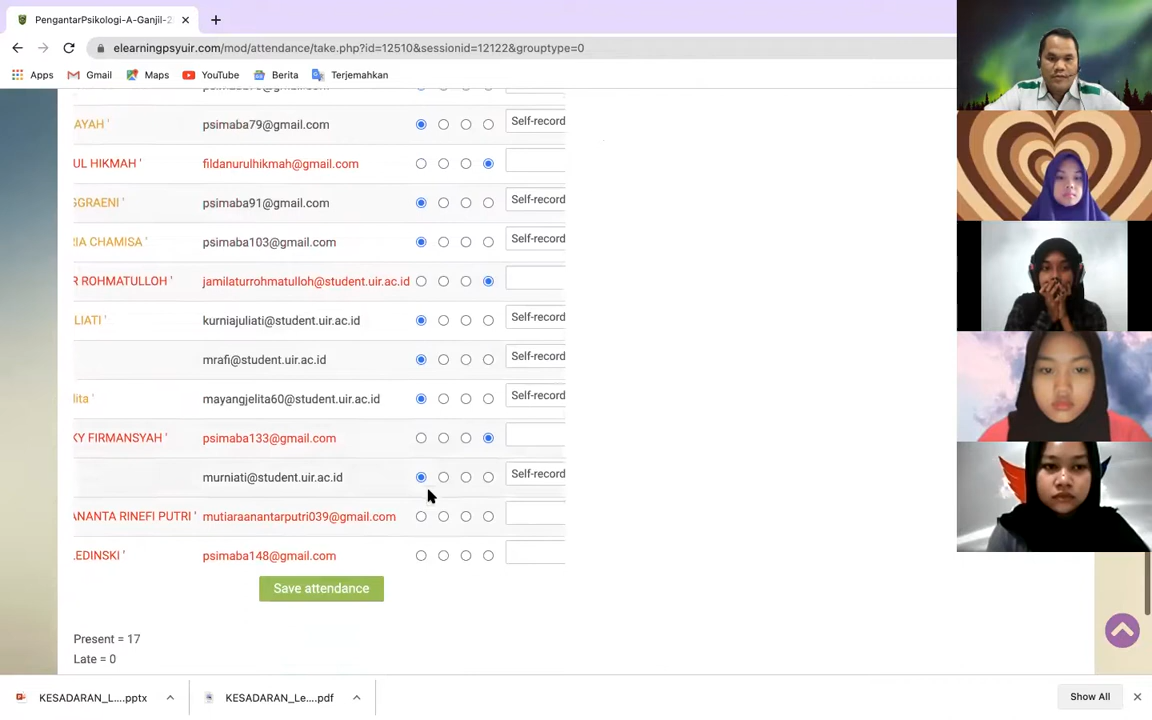 PengantarPsikologi-A-Ganjil-2
elearningpsyuir.com/mod/attendance/take.php?id=12510&sessionid=12122&grouptype=0
Apps Gmail Maps YouTube Berita Terjemahkan
AYAH ' psimaba79@gmail.com Self-record
UL HIKMAH ' fildanurulhikmah@gmail.com
GGRAENI ' psimaba91@gmail.com Self-record
RIA CHAMISA ' psimaba103@gmail.com Self-record
R ROHMATULLOH ' jamilaturrohmatulloh@student.uir.ac.id
LIATI ' kurniajuliati@student.uir.ac.id Self-record
mrafi@student.uir.ac.id Self-record
lita ' mayangjelita60@student.uir.ac.id Self-record
KY FIRMANSYAH ' psimaba133@gmail.com
murniati@student.uir.ac.id Self-record
ANANTA RINEFI PUTRI ' mutiaraanantarputri039@gmail.com
LEDINSKI ' psimaba148@gmail.com
Save attendance
Present = 17
Late = 0
KESADARAN_L....pptx KESADARAN_Le....pdf Show All